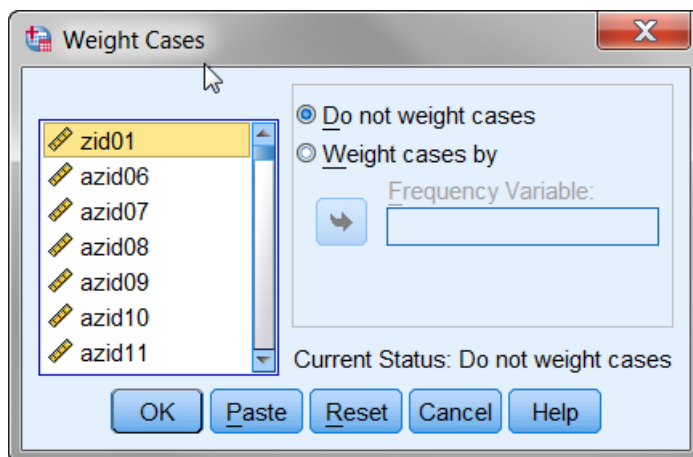 Weight Cases
zid01
azid06
azid07
azid08
azid09
azid10
azid11
Do not weight cases
Weight cases by
Frequency Variable:
Current Status: Do not weight cases
OK Paste Reset Cancel Help